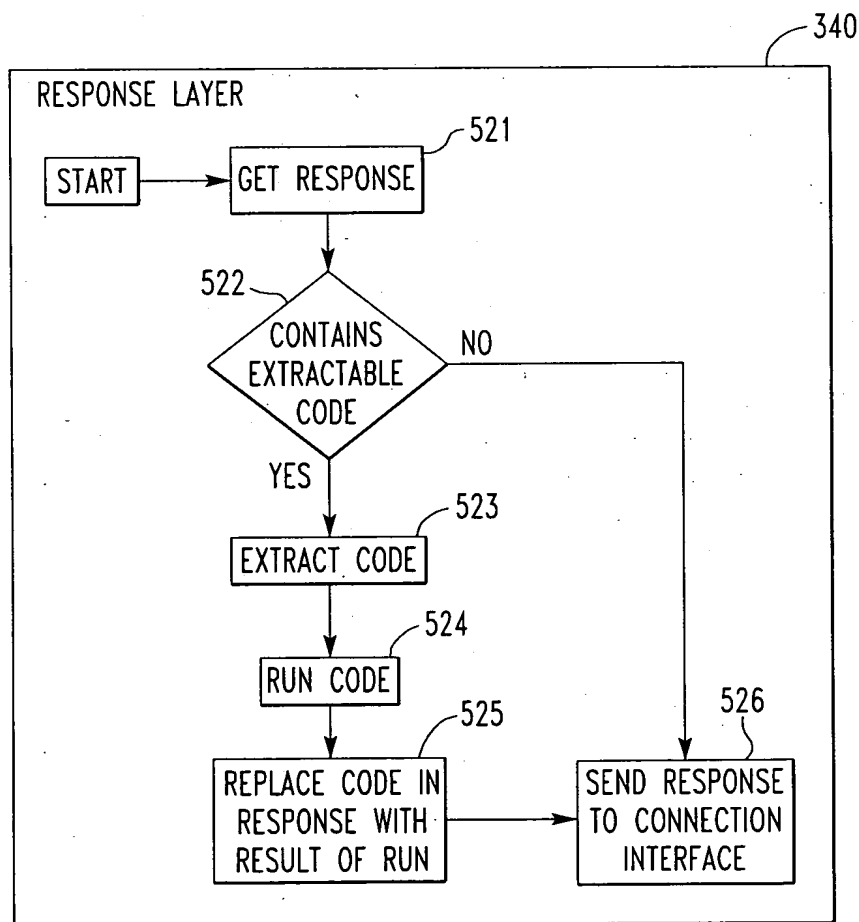 340
RESPONSE LAYER
521
START
GET RESPONSE
522
CONTAINS
EXTRACTABLE
CODE
NO
YES
523
EXTRACT CODE
524
RUN CODE
525
REPLACE CODE IN
RESPONSE WITH
RESULT OF RUN
526
SEND RESPONSE
TO CONNECTION
INTERFACE